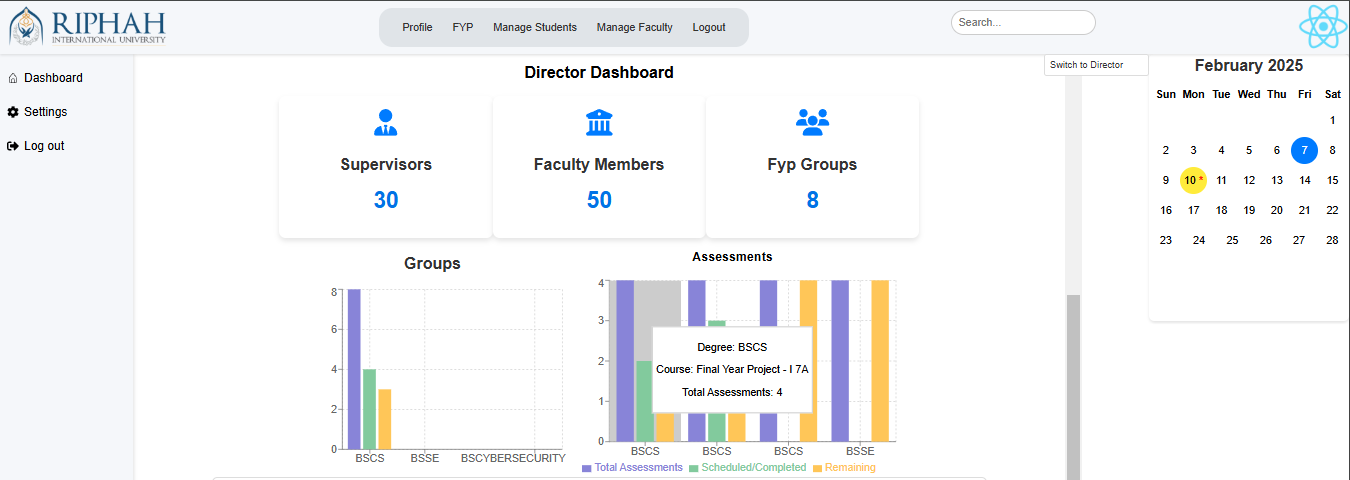 RIPHAH
INTERNATIONAL UNIVERSITY
Profile FYP Manage Students Manage Faculty Logout
Search...
Dashboard
Settings
Log out
Director Dashboard
Switch to Director
Supervisors
30
Faculty Members
50
Fyp Groups
8
Groups
8
6
4
2
0
BSCS BSSE BSCYBERSECURITY
Assessments
4
3
2
1
0
Degree: BSCS
Course: Final Year Project - I 7A
Total Assessments: 4
BSCS BSCS BSCS BSSE
Total Assessments Scheduled/Completed Remaining
February 2025
Sun Mon Tue Wed Thu Fri Sat
1
2 3 4 5 6 7 8
9 10 * 11 12 13 14 15
16 17 18 19 20 21 22
23 24 25 26 27 28